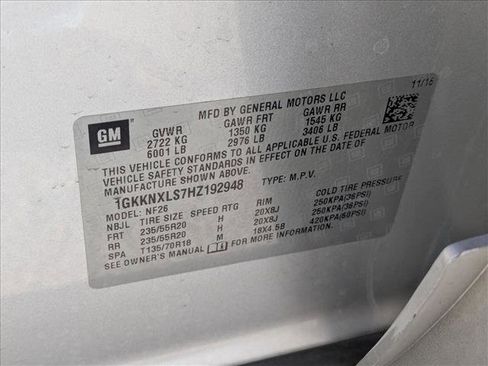 11/16
MFD BY GENERAL MOTORS LLC
GM
GVWR GAWR FRT GAWR RR
2722 KG 1350 KG 1545 KG
6001 LB 2976 LB 3406 LB
THIS VEHICLE CONFORMS TO ALL APPLICABLE U.S. FEDERAL MOTOR
VEHICLE SAFETY STANDARDS IN EFFECT ON THE DATE OF
MANUFACTURE SHOWN ABOVE.
1GKKNXLS7HZ192948 TYPE: M.P.V.
MODEL: NF26
NBJL TIRE SIZE SPEED RTG RIM COLD TIRE PRESSURE
FRT 235/55R20 H 20X8J 250KPA(36PSI)
RR 235/55R20 H 20X8J 250KPA(36PSI)
SPA T135/70R18 M 18X4.5B 420KPA(60PSI)
SEE OWNER'S MANUAL FOR MORE INFORMATION.